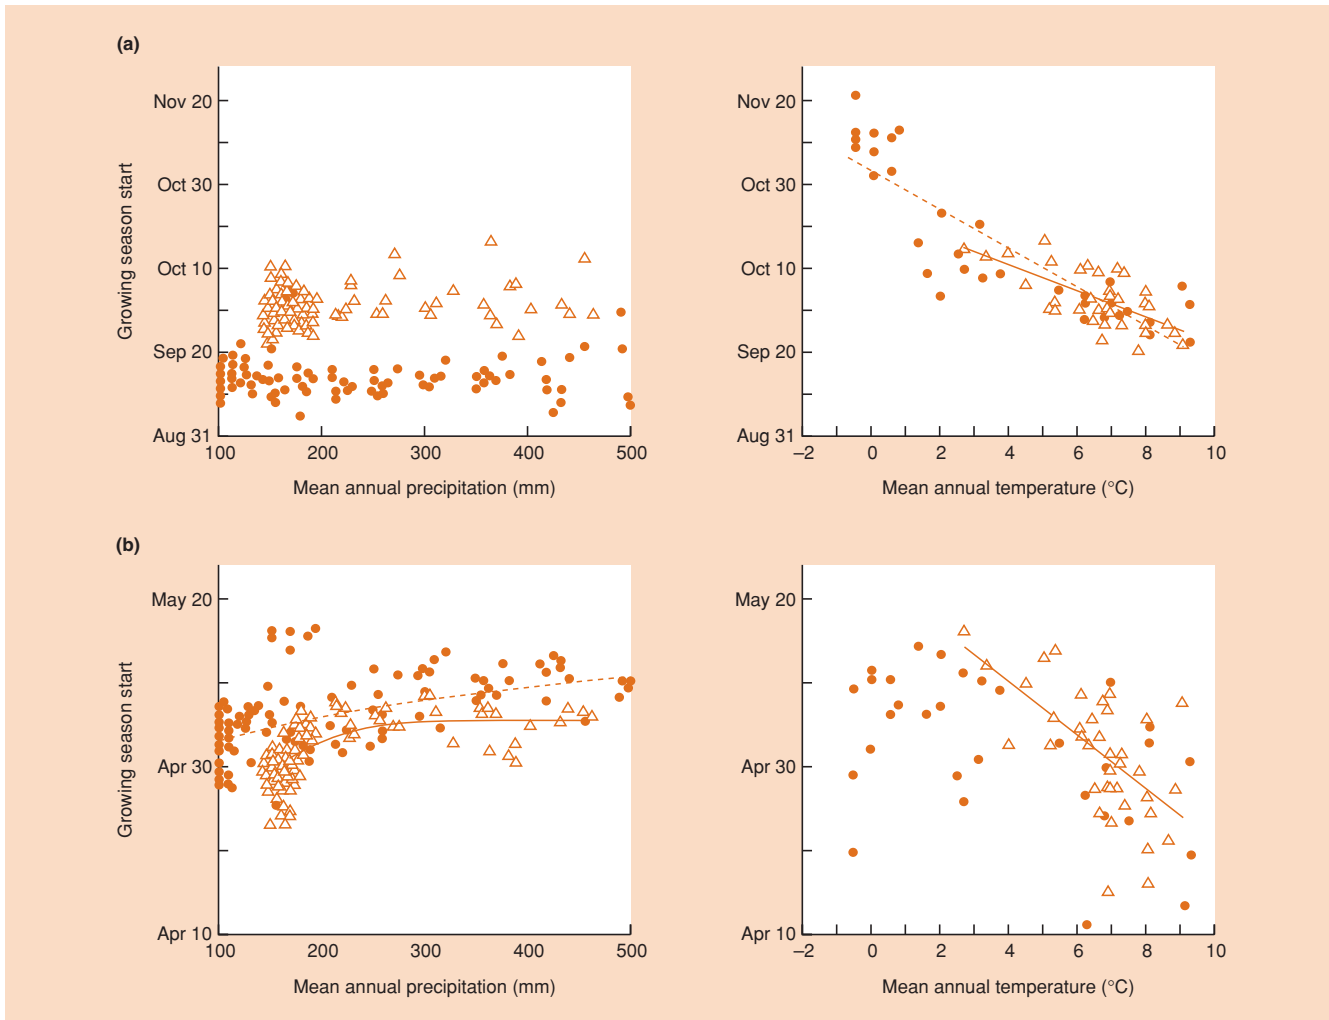 (a)
Nov 20
Oct 30
Oct 10
Sep 20
Aug 31
Growing season start
100 200 300 400 500
Mean annual precipitation (mm)
Nov 20
Oct 30
Oct 10
Sep 20
Aug 31
–2 0 2 4 6 8 10
Mean annual temperature (°C)
(b)
May 20
Apr 30
Apr 10
Growing season start
100 200 300 400 500
Mean annual precipitation (mm)
May 20
Apr 30
Apr 10
–2 0 2 4 6 8 10
Mean annual temperature (°C)